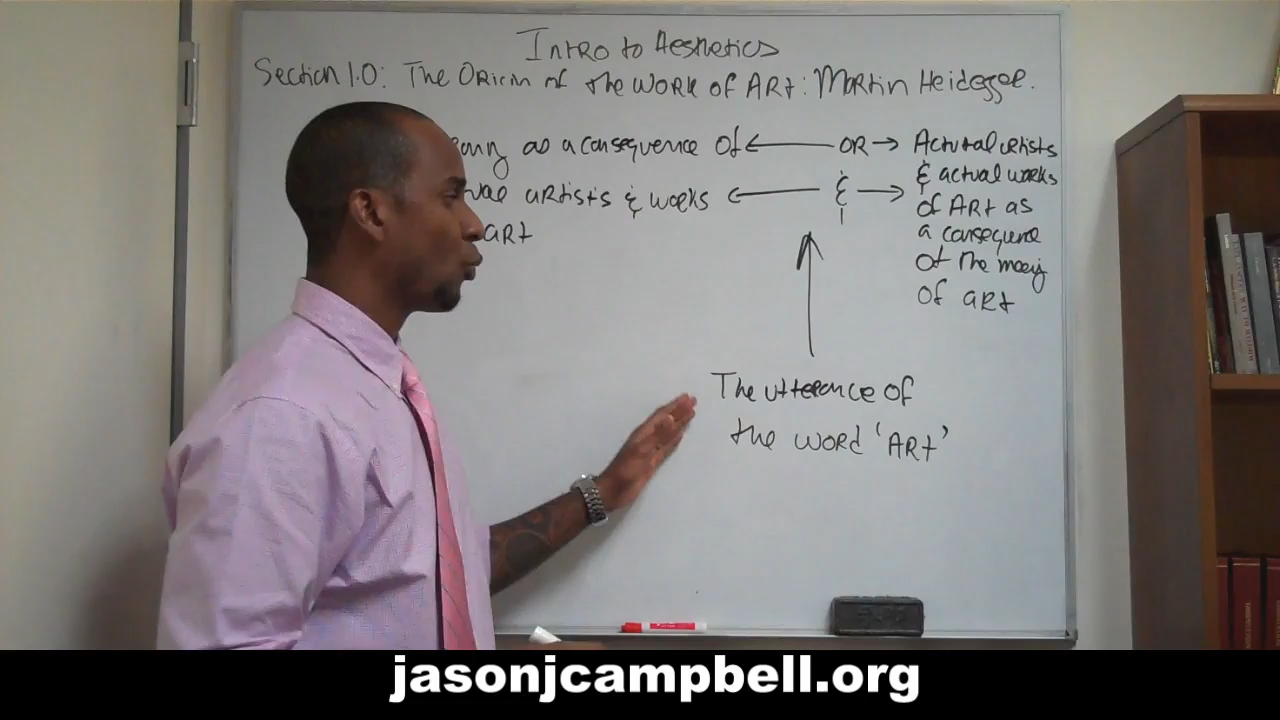 Intro to Aesthetics
Section 1.0: The Origin of the Work of Art: Martin Heidegger.
as a consequence of ← OR → Actual artists
artists & works ← & → & actual works
art
of Art as
a consequence
of the meaing
of art
The utterance of
the word 'Art'
jasonjcampbell.org